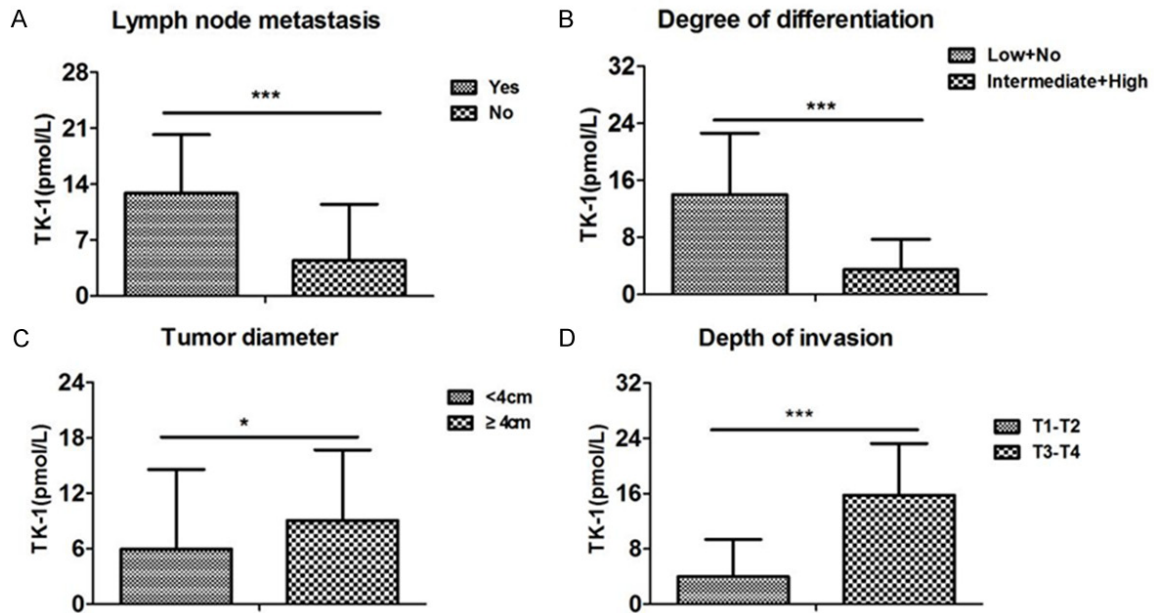 A
Lymph node metastasis
TK-1(pmol/L)
28
21
14
7
0
***
Yes
No
B
Degree of differentiation
TK-1(pmol/L)
32
24
16
8
0
***
Low+No
Intermediate+High
C
Tumor diameter
TK-1(pmol/L)
24
18
12
6
0
*
<4cm
≥ 4cm
D
Depth of invasion
TK-1(pmol/L)
32
24
16
8
0
***
T1-T2
T3-T4